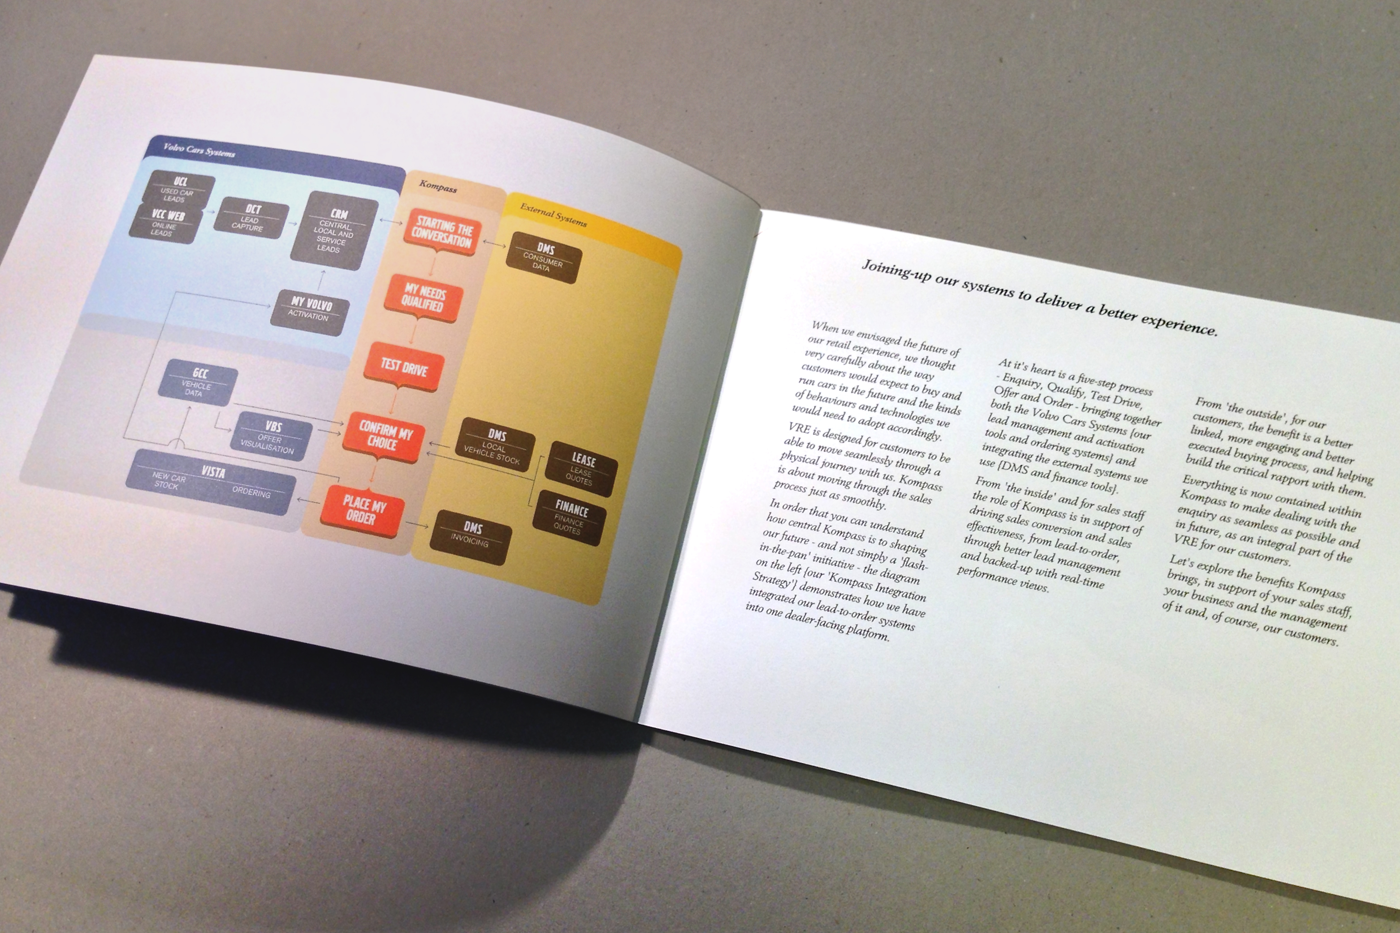 Volvo Cars Systems
UCL
USED CAR
LEADS
VCC WEB
ONLINE
LEADS
DCT
LEAD
CAPTURE
CRM
CENTRAL,
LOCAL AND
SERVICE
LEADS
MY VOLVO
ACTIVATION
GCC
VEHICLE
DATA
VBS
OFFER
VISUALISATION
VISTA
NEW CAR
STOCK
ORDERING
Kompass
STARTING THE
CONVERSATION
MY NEEDS
QUALIFIED
TEST DRIVE
CONFIRM MY
CHOICE
PLACE MY
ORDER
External Systems
DMS
CONSUMER
DATA
DMS
LOCAL
VEHICLE STOCK
LEASE
LEASE
QUOTES
FINANCE
FINANCE
QUOTES
DMS
INVOICING
Joining-up our systems to deliver a better experience.
When we envisaged the future of
our retail experience, we thought
very carefully about the way
customers would expect to buy and
run cars in the future and the kinds
of behaviours and technologies we
would need to adopt accordingly.
VRE is designed for customers to be
able to move seamlessly through a
physical journey with us. Kompass
is about moving through the sales
process just as smoothly.
In order that you can understand
how central Kompass is to shaping
our future - and not simply a 'flash-
in-the-pan' initiative - the diagram
on the left [our 'Kompass Integration
Strategy'] demonstrates how we have
integrated our lead-to-order systems
into one dealer-facing platform.
At it's heart is a five-step process
- Enquiry, Qualify, Test Drive,
Offer and Order - bringing together
both the Volvo Cars Systems [our
lead management and activation
tools and ordering systems] and
integrating the external systems we
use [DMS and finance tools].
From 'the inside' and for sales staff
the role of Kompass is in support of
driving sales conversion and sales
effectiveness, from lead-to-order,
through better lead management
and backed-up with real-time
performance views.
From 'the outside', for our
customers, the benefit is a better
linked, more engaging and better
executed buying process, and helping
build the critical rapport with them.
Everything is now contained within
Kompass to make dealing with the
enquiry as seamless as possible and
in future, as an integral part of the
VRE for our customers.
Let's explore the benefits Kompass
brings, in support of your sales staff,
your business and the management
of it and, of course, our customers.